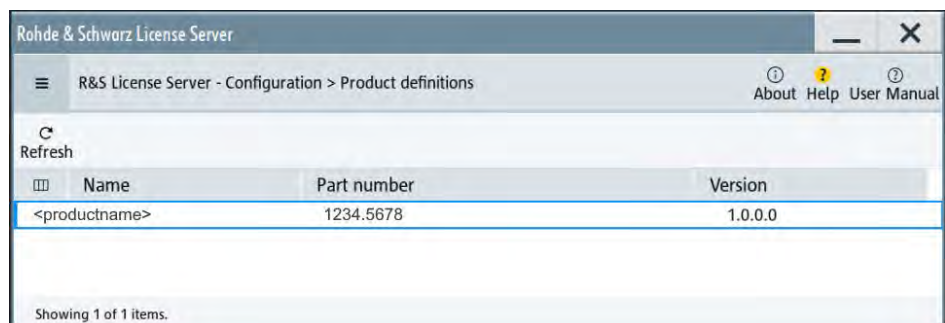 Rohde & Schwarz License Server
R&S License Server - Configuration > Product definitions
About Help User Manual
Refresh
Name Part number Version
<productname> 1234.5678 1.0.0.0
Showing 1 of 1 items.